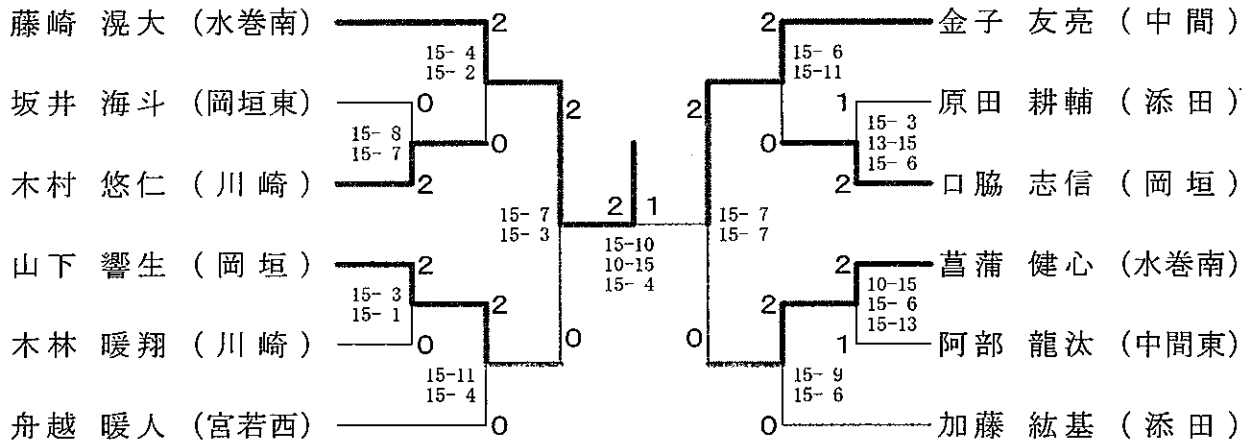 藤崎 滉大 (水巻南) 2 2 金子 友亮 (中間)
15- 4 15- 6
15- 2 15-11
坂井 海斗 (岡垣東) 0 2 2 1 原田 耕輔 (添田)
15- 8 15- 3
15- 7 0 0 13-15
15- 6
木村 悠仁 (川崎) 2 2 口脇 志信 (岡垣)
15- 7 2 1 15- 7
15- 3 15-7
15-10
10-15
15- 4
山下 響生 (岡垣) 2 2 菖蒲 健心 (水巻南)
15- 3 2 2 10-15
15- 1 15- 6
15-13
木林 暖翔 (川崎) 0 0 0 1 阿部 龍汰 (中間東)
15-11 15- 9
15- 4 15- 6
舟越 暖人 (宮若西) 0 0 加藤 紘基 (添田)